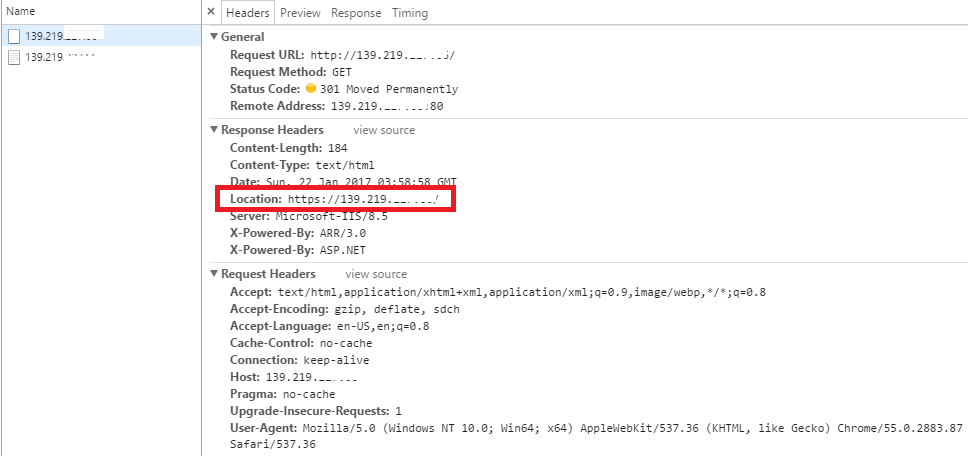 Name
139.219.
139.219.
× Headers Preview Response Timing
General
Request URL: http://139.219.
Request Method: GET
Status Code: 301 Moved Permanently
Remote Address: 139.219. :80
Response Headers view source
Content-Length: 184
Content-Type: text/html
Date: Sun, 22 Jan 2017 03:58:58 GMT
Location: https://139.219. /
Server: Microsoft-IIS/8.5
X-Powered-By: ARR/3.0
X-Powered-By: ASP.NET
Request Headers view source
Accept: text/html,application/xhtml+xml,application/xml;q=0.9,image/webp,*/*;q=0.8
Accept-Encoding: gzip, deflate, sdch
Accept-Language: en-US,en;q=0.8
Cache-Control: no-cache
Connection: keep-alive
Host: 139.219.
Pragma: no-cache
Upgrade-Insecure-Requests: 1
User-Agent: Mozilla/5.0 (Windows NT 10.0; Win64; x64) AppleWebKit/537.36 (KHTML, like Gecko) Chrome/55.0.2883.87
Safari/537.36